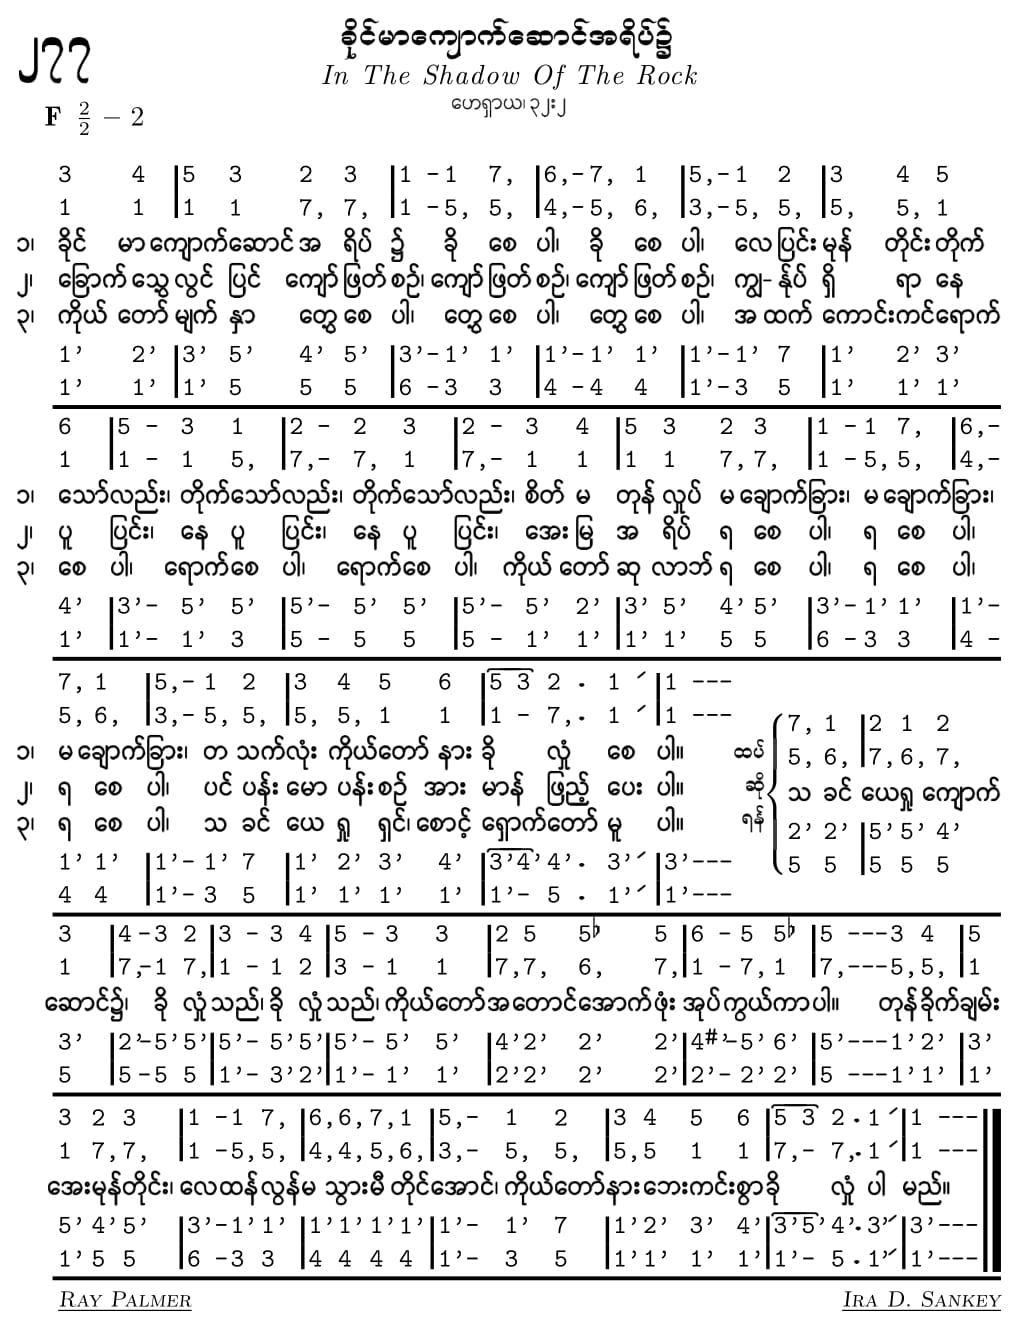 ၂၇၇
ခိုင်မာကျောက်ဆောင်အရိပ်၌
In The Shadow Of The Rock
ဟေရှာယ၊ ၃၂း၂
F 2/2 – 2
3 4 |5 3 2 3 |1 -1 7, |6,-7, 1 |5,-1 2 |3 4 5
1 1 |1 1 7, 7, |1 -5, 5, |4,-5, 6, |3,-5, 5, |5, 5, 1
၁၊ ခိုင် မာ ကျောက်ဆောင် အ ရိပ် ၌ ခို စေ ပါ၊ ခို စေ ပါ၊ လေ ပြင်း မုန် တိုင်း တိုက်
၂၊ ခြောက် သွေ့ လွင် ပြင် ကျော် ဖြတ် စဉ်၊ ကျော် ဖြတ် စဉ်၊ ကျော် ဖြတ် စဉ်၊ ကျွ- န်ုပ် ရှိ ရာ နေ
၃၊ ကိုယ် တော် မျက် နှာ တွေ့ စေ ပါ၊ တွေ့ စေ ပါ၊ တွေ့ စေ ပါ၊ အ ထက် ကောင်းကင်ရောက်
1’ 2’ |3’ 5’ 4’ 5’ |3’-1’ 1’ |1’-1’ 1’ |1’-1’ 7 |1’ 2’ 3’
1’ 1’ |1’ 5 5 5 |6 -3 3 |4 -4 4 |1’-3 5 |1’ 1’ 1’
6 |5 - 3 1 |2 - 2 3 |2 - 3 4 |5 3 2 3 |1 -1 7, |6,-
1 |1 - 1 5, |7,- 7, 1 |7,- 1 1 |1 1 7, 7, |1 -5, 5, |4,-
၁၊ သော်လည်း၊ တိုက်သော်လည်း၊ တိုက်သော်လည်း၊ စိတ် မ တုန် လှုပ် မ ချောက်ခြား၊ မ ချောက်ခြား၊
၂၊ ပူ ပြင်း၊ နေ ပူ ပြင်း၊ နေ ပူ ပြင်း၊ အေး မြ အ ရိပ် ရ စေ ပါ၊ ရ စေ ပါ၊
၃၊ စေ ပါ၊ ရောက်စေ ပါ၊ ရောက်စေ ပါ၊ ကိုယ် တော် ဆု လာဘ် ရ စေ ပါ၊ ရ စေ ပါ၊
4’ |3’- 5’ 5’ |5’- 5’ 5’ |5’- 5’ 2’ |3’ 5’ 4’ 5’ |3’-1’ 1’ |1’-
1’ |1’- 1’ 3 |5 - 5 5 |5 - 1’ 1’ |1’ 1’ 5 5 |6 -3 3 |4 -
7, 1 |5,-1 2 |3 4 5 6 |5 3 2 . 1 ⸍ |1 ---
5, 6, |3,-5, 5, |5, 5, 1 1 |1 - 7,. 1 ⸍ |1 ---
၁၊ မ ချောက်ခြား၊ တ သက်လုံး ကိုယ်တော် နား ခို လှုံ စေ ပါ။
၂၊ ရ စေ ပါ၊ ပင် ပန်း မော ပန်း စဉ် အား မာန် ဖြည့် ပေး ပါ။
၃၊ ရ စေ ပါ၊ သ ခင် ယေ ရှု ရှင်၊ စောင့် ရှောက်တော် မူ ပါ။
1’ 1’ |1’-1’ 7 |1’ 2’ 3’ 4’ |3’4’4’. 3’⸍ |3’---
4 4 |1’-3 5 |1’ 1’ 1’ 1’ |1’- 5 . 1’⸍ |1’---
ထပ်ဆိုရန်
7, 1 |2 1 2
5, 6, |7,6, 7,
သ ခင် ယေရှု ကျောက်
2’ 2’ |5’5’ 4’
5 5 |5 5 5
3 |4-3 2 |3 - 3 4 |5 - 3 3 |2 5 5♭ 5 |6 - 5 5♭ |5 ---3 4 |5
1 |7,-1 7, |1 - 1 2 |3 - 1 1 |7,7, 6, 7, |1 - 7, 1 |7,---5,5, |1
ဆောင်၌၊ ခို လှုံသည်၊ ခို လှုံသည်၊ ကိုယ်တော်အတောင်အောက်ဖုံး အုပ်ကွယ်ကာပါ။ တုန်ခိုက်ချမ်း
3’ |2’-5’5’ |5’- 5’5’ |5’- 5’ 5’ |4’2’ 2’ 2’ |4#’-5’ 6’ |5’---1’2’ |3’
5 |5-5 5 |1’- 3’2’ |1’- 1’ 1’ |2’2’ 2’ 2’ |2’- 2’ 2’ |5 ---1’1’ |1’
3 2 3 |1 -1 7, |6,6,7,1 |5,- 1 2 |3 4 5 6 |5 3 2 . 1 ⸍ |1 ---
1 7,7, |1 -5,5, |4,4,5,6, |3,- 5, 5, |5,5 1 1 |7,- 7,. 1 ⸍ |1 ---
အေးမုန်တိုင်း၊ လေထန်လွန်မ သွားမီ တိုင်အောင်၊ ကိုယ်တော်နားဘေးကင်းစွာခို လှုံ ပါ မည်။
5’ 4’ 5’ |3’-1’1’ |1’1’1’1’ |1’- 1’ 7 |1’2’ 3’ 4’ |3’5’4’. 3’⸍ |3’---
1’ 5 5 |6 -3 3 |4 4 4 4 |1’- 3 5 |1’1’ 1’ 1’ |1’- 5 . 1’⸍ |1’---
RAY PALMER
IRA D. SANKEY